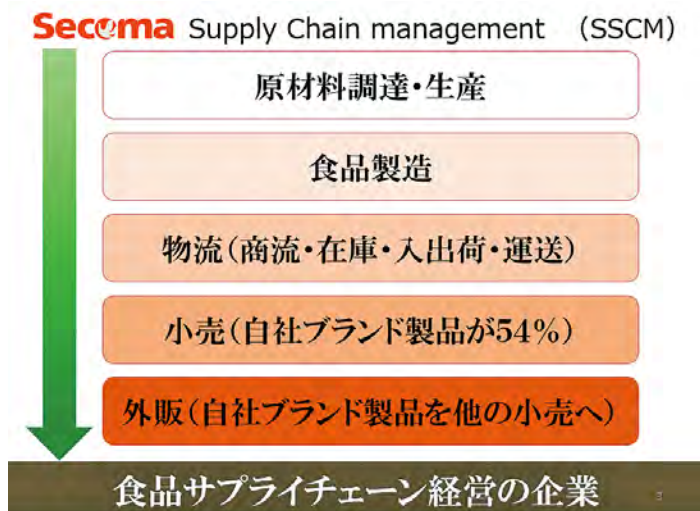 Secoma Supply Chain management （SSCM）
原材料調達・生産
食品製造
物流（商流・在庫・入出荷・運送）
小売（自社ブランド製品が54％）
外販（自社ブランド製品を他の小売へ）
食品サプライチェーン経営の企業